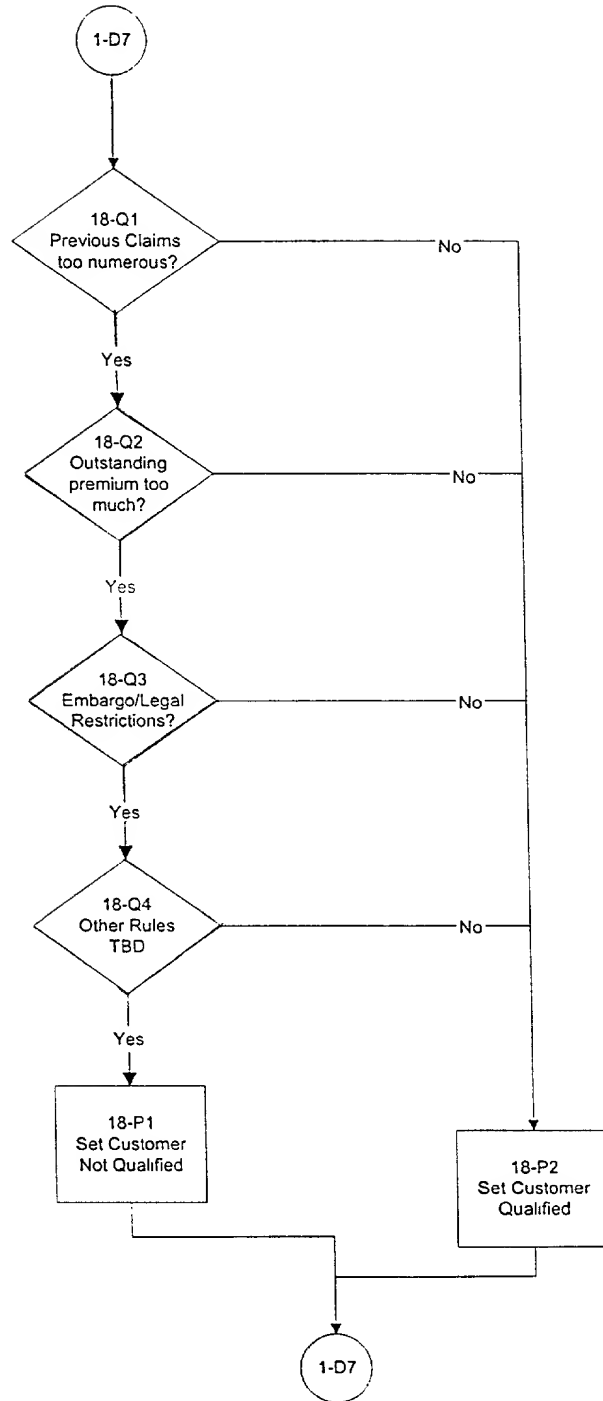 1-D7
18-Q1
Previous Claims
too numerous?
No
Yes
18-Q2
Outstanding
premium too
much?
No
Yes
18-Q3
Embargo/Legal
Restrictions?
No
Yes
18-Q4
Other Rules
TBD
No
Yes
18-P1
Set Customer
Not Qualified
18-P2
Set Customer
Qualified
1-D7